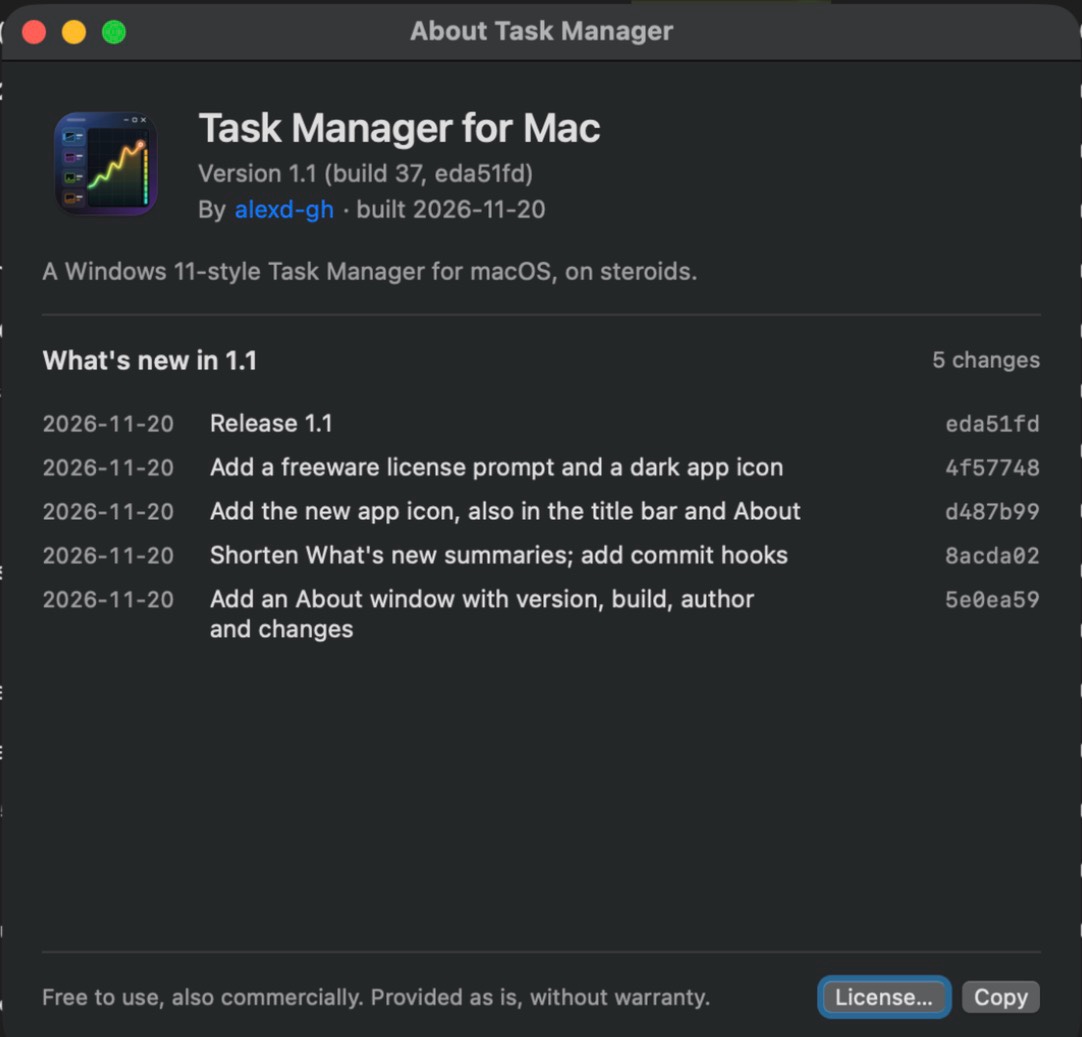 About Task Manager
Task Manager for Mac
Version 1.1 (build 37, eda51fd)
By alexd-gh · built 2026-11-20
A Windows 11-style Task Manager for macOS, on steroids.
What's new in 1.1
5 changes
2026-11-20 Release 1.1 eda51fd
2026-11-20 Add a freeware license prompt and a dark app icon 4f57748
2026-11-20 Add the new app icon, also in the title bar and About d487b99
2026-11-20 Shorten What's new summaries; add commit hooks 8acda02
2026-11-20 Add an About window with version, build, author 5e0ea59
and changes
Free to use, also commercially. Provided as is, without warranty.
License...
Copy